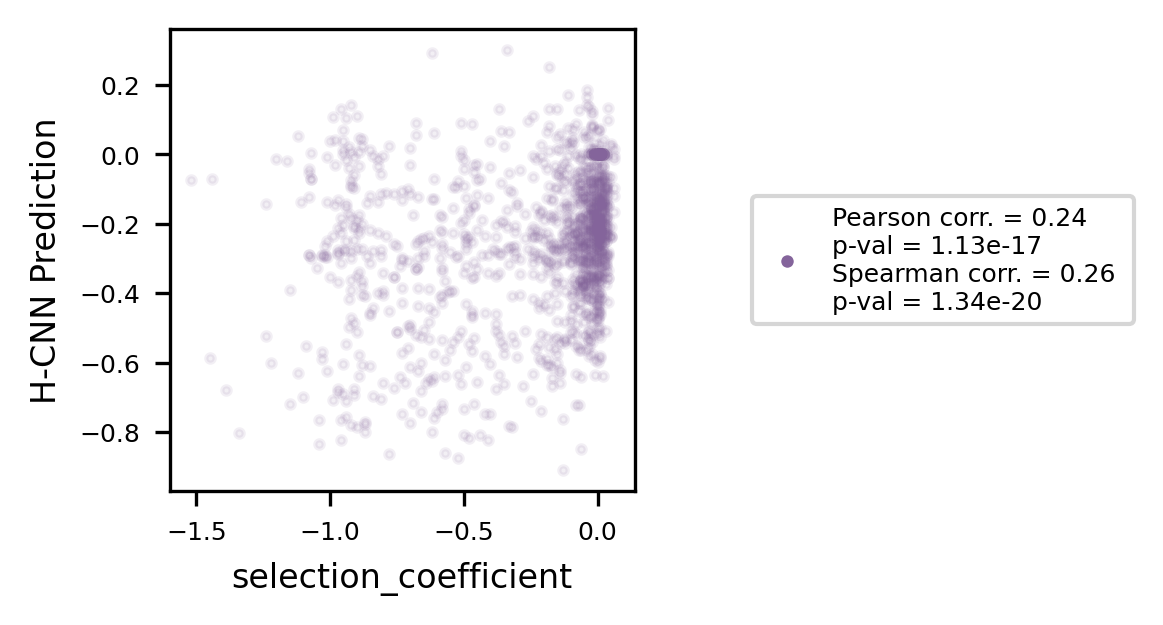 H-CNN Prediction
0.2
0.0
−0.2
−0.4
−0.6
−0.8
−1.5
−1.0
−0.5
0.0
selection_coefficient
Pearson corr. = 0.24
p-val = 1.13e-17
Spearman corr. = 0.26
p-val = 1.34e-20